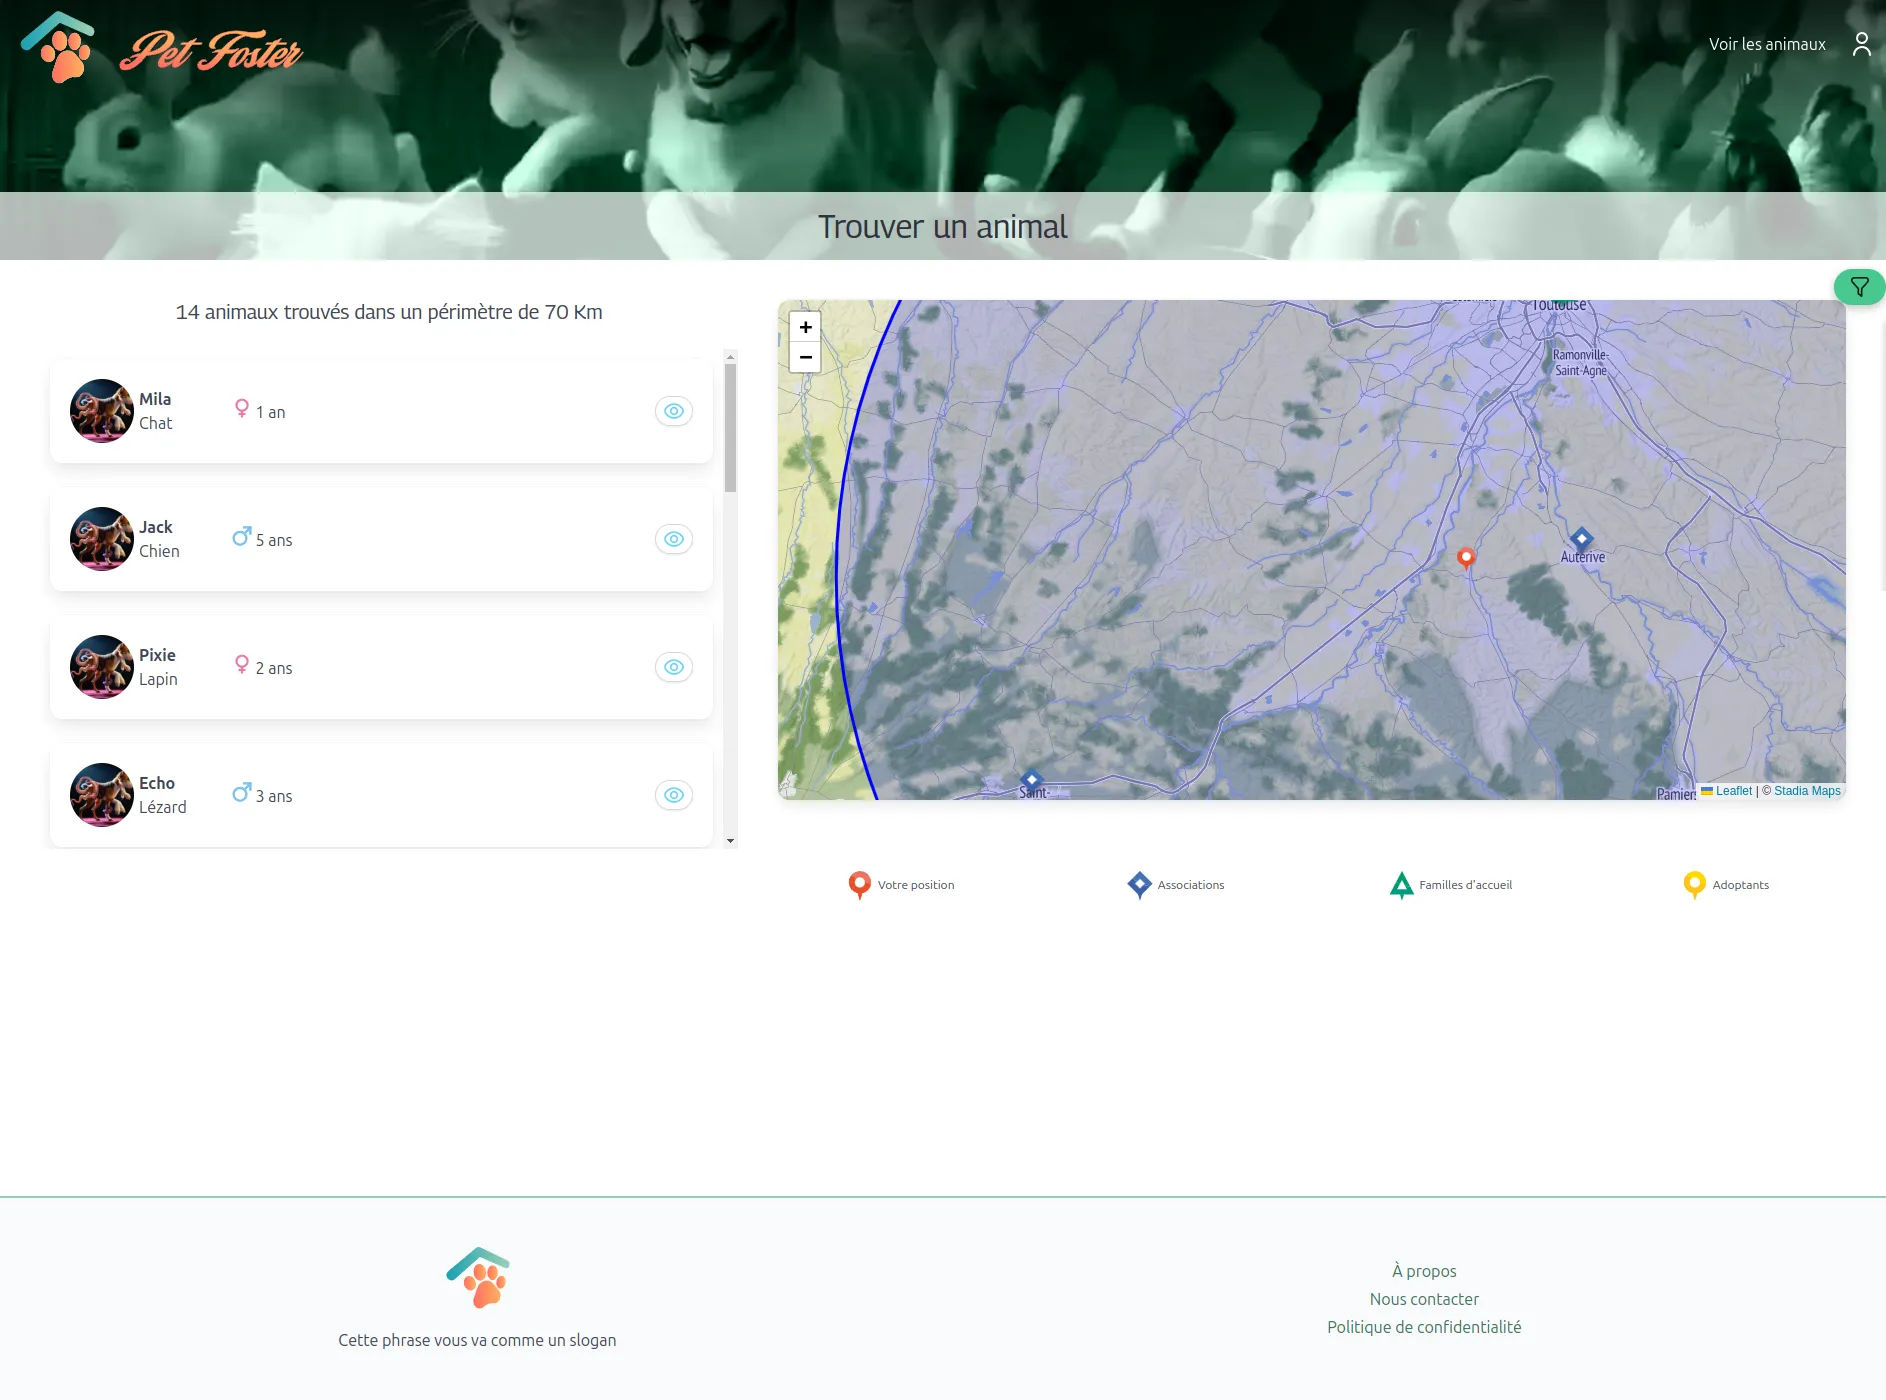 Pet Foster
Voir les animaux
Trouver un animal
14 animaux trouvés dans un périmètre de 70 Km
Mila
Chat
1 an
Jack
Chien
5 ans
Pixie
Lapin
2 ans
Echo
Lézard
3 ans
+
−
Toulouse
Ramonville-
Saint-Agne
Auterive
Saint-
Pamiers
Leaflet | © Stadia Maps
Votre position
Associations
Familles d'accueil
Adoptants
Cette phrase vous va comme un slogan
À propos
Nous contacter
Politique de confidentialité